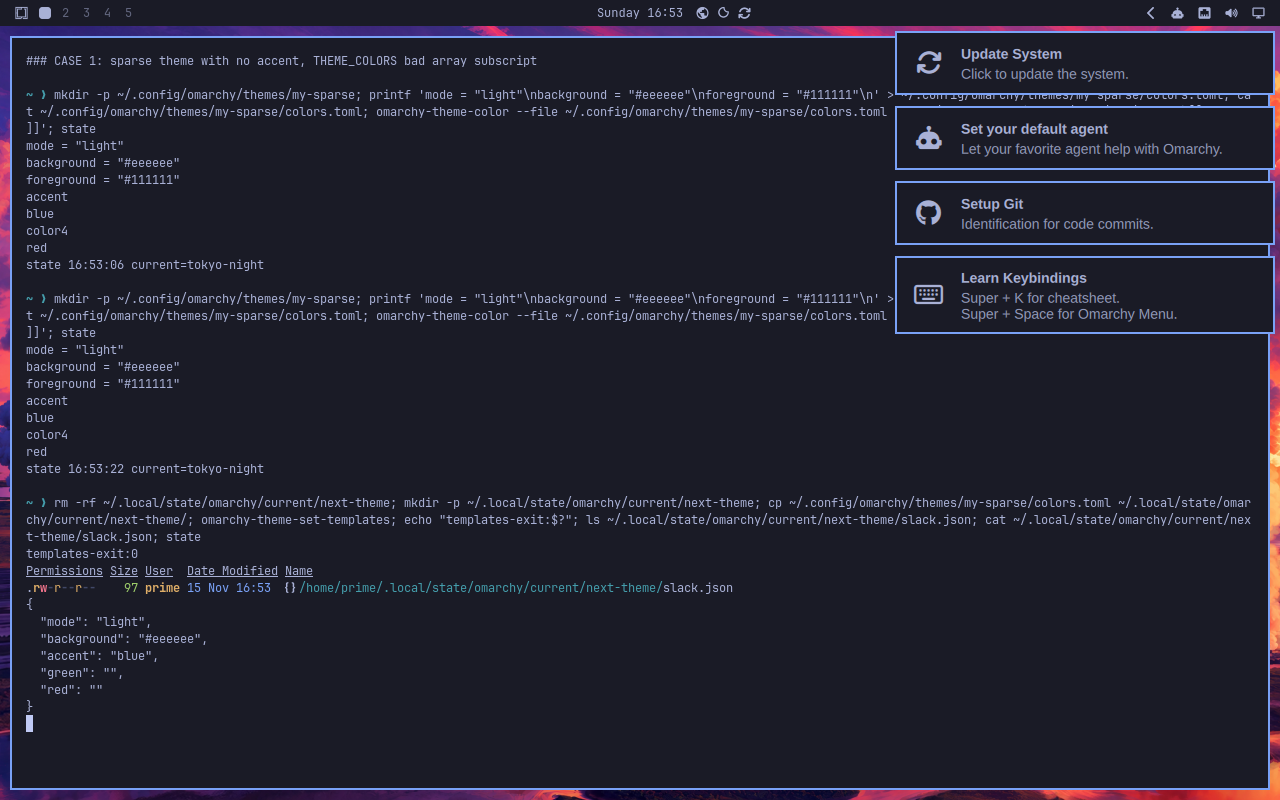 2 3 4 5 Sunday 16:53
### CASE 1: sparse theme with no accent, THEME_COLORS bad array subscript
~ ❯ mkdir -p ~/.config/omarchy/themes/my-sparse; printf 'mode = "light"\nbackground = "#eeeeee"\nforeground = "#111111"\n' > ~/.config/omarchy/themes/my-sparse/colors.toml; ca
t ~/.config/omarchy/themes/my-sparse/colors.toml; omarchy-theme-color --file ~/.config/omarchy/themes/my-sparse/colors.toml
]]'; state
mode = "light"
background = "#eeeeee"
foreground = "#111111"
accent
blue
color4
red
state 16:53:06 current=tokyo-night
~ ❯ mkdir -p ~/.config/omarchy/themes/my-sparse; printf 'mode = "light"\nbackground = "#eeeeee"\nforeground = "#111111"\n' >
t ~/.config/omarchy/themes/my-sparse/colors.toml; omarchy-theme-color --file ~/.config/omarchy/themes/my-sparse/colors.toml
]]'; state
mode = "light"
background = "#eeeeee"
foreground = "#111111"
accent
blue
color4
red
state 16:53:22 current=tokyo-night
~ ❯ rm -rf ~/.local/state/omarchy/current/next-theme; mkdir -p ~/.local/state/omarchy/current/next-theme; cp ~/.config/omarchy/themes/my-sparse/colors.toml ~/.local/state/omar
chy/current/next-theme/; omarchy-theme-set-templates; echo "templates-exit:$?"; ls ~/.local/state/omarchy/current/next-theme/slack.json; cat ~/.local/state/omarchy/current/nex
t-theme/slack.json; state
templates-exit:0
Permissions Size User Date Modified Name
.rw-r--r-- 97 prime 15 Nov 16:53 {} /home/prime/.local/state/omarchy/current/next-theme/slack.json
{
"mode": "light",
"background": "#eeeeee",
"accent": "blue",
"green": "",
"red": ""
}
Update System
Click to update the system.
Set your default agent
Let your favorite agent help with Omarchy.
Setup Git
Identification for code commits.
Learn Keybindings
Super + K for cheatsheet.
Super + Space for Omarchy Menu.